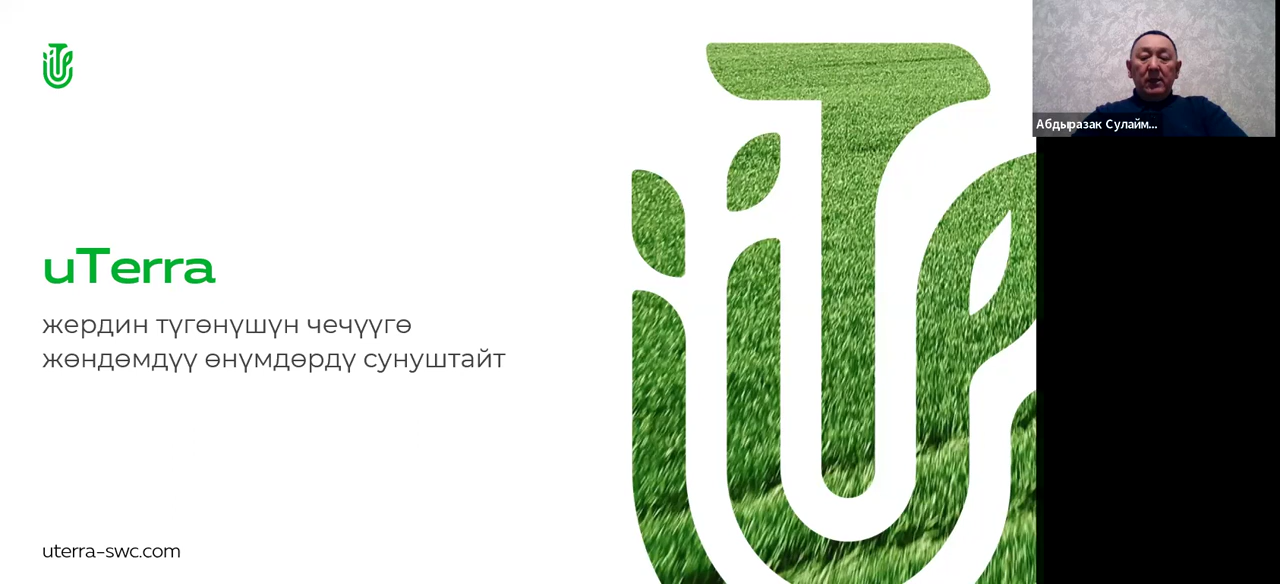 uTerra
жердин түгөнүшүн чечүүгө
жөндөмдүү өнүмдөрдү сунуштайт
uterra-swc.com
Абдыразак Сулайм...